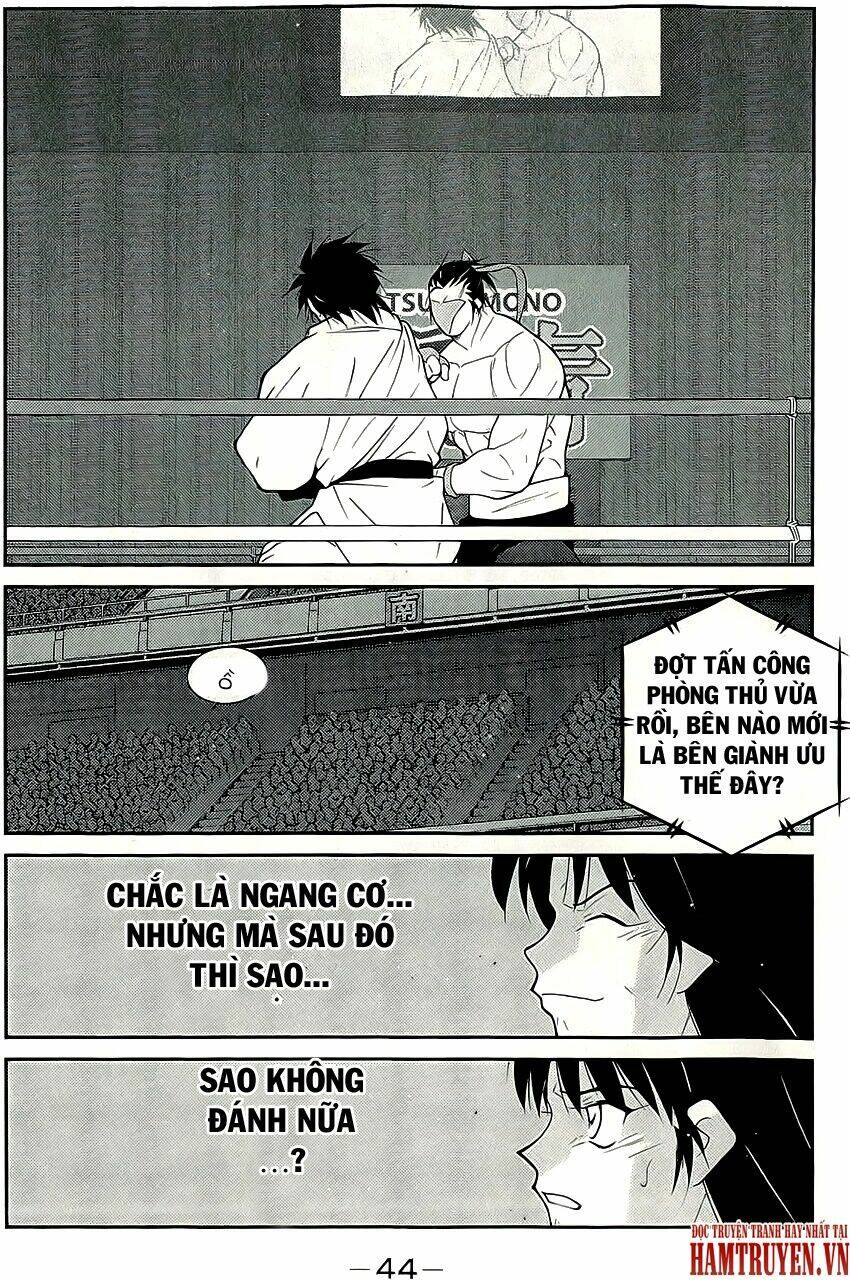 TSU
MONO
南
Ồ
ĐỢT TẤN CÔNG
PHÒNG THỦ VỪA
RỒI, BÊN NÀO MỚI
LÀ BÊN GIÀNH ƯU
THẾ ĐÂY?
CHẮC LÀ NGANG CƠ...
NHƯNG MÀ SAU ĐÓ
THÌ SAO...
SAO KHÔNG
ĐÁNH NỮA
...?
ĐỌC TRUYỆN TRANH HAY NHẤT TẠI
HAMTRUYEN.VN
—44—